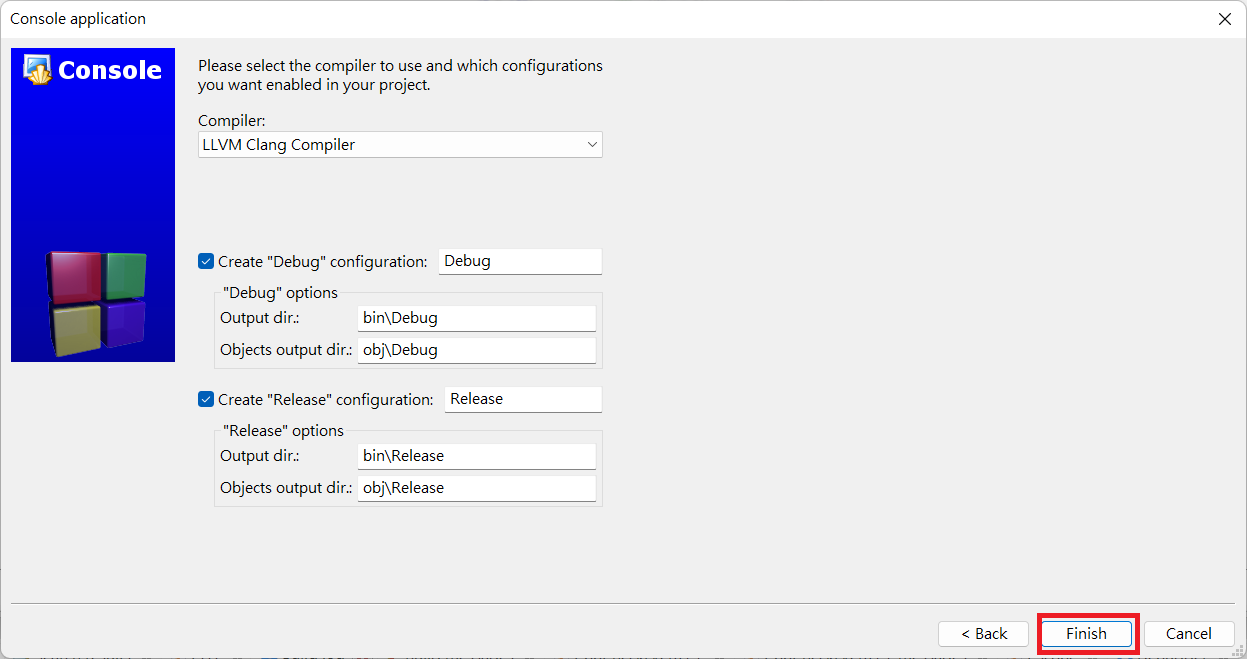 Console application
Console
Please select the compiler to use and which configurations
you want enabled in your project.
Compiler:
LLVM Clang Compiler
Create "Debug" configuration: Debug
"Debug" options
Output dir.: bin\Debug
Objects output dir.: obj\Debug
Create "Release" configuration: Release
"Release" options
Output dir.: bin\Release
Objects output dir.: obj\Release
< Back Finish Cancel